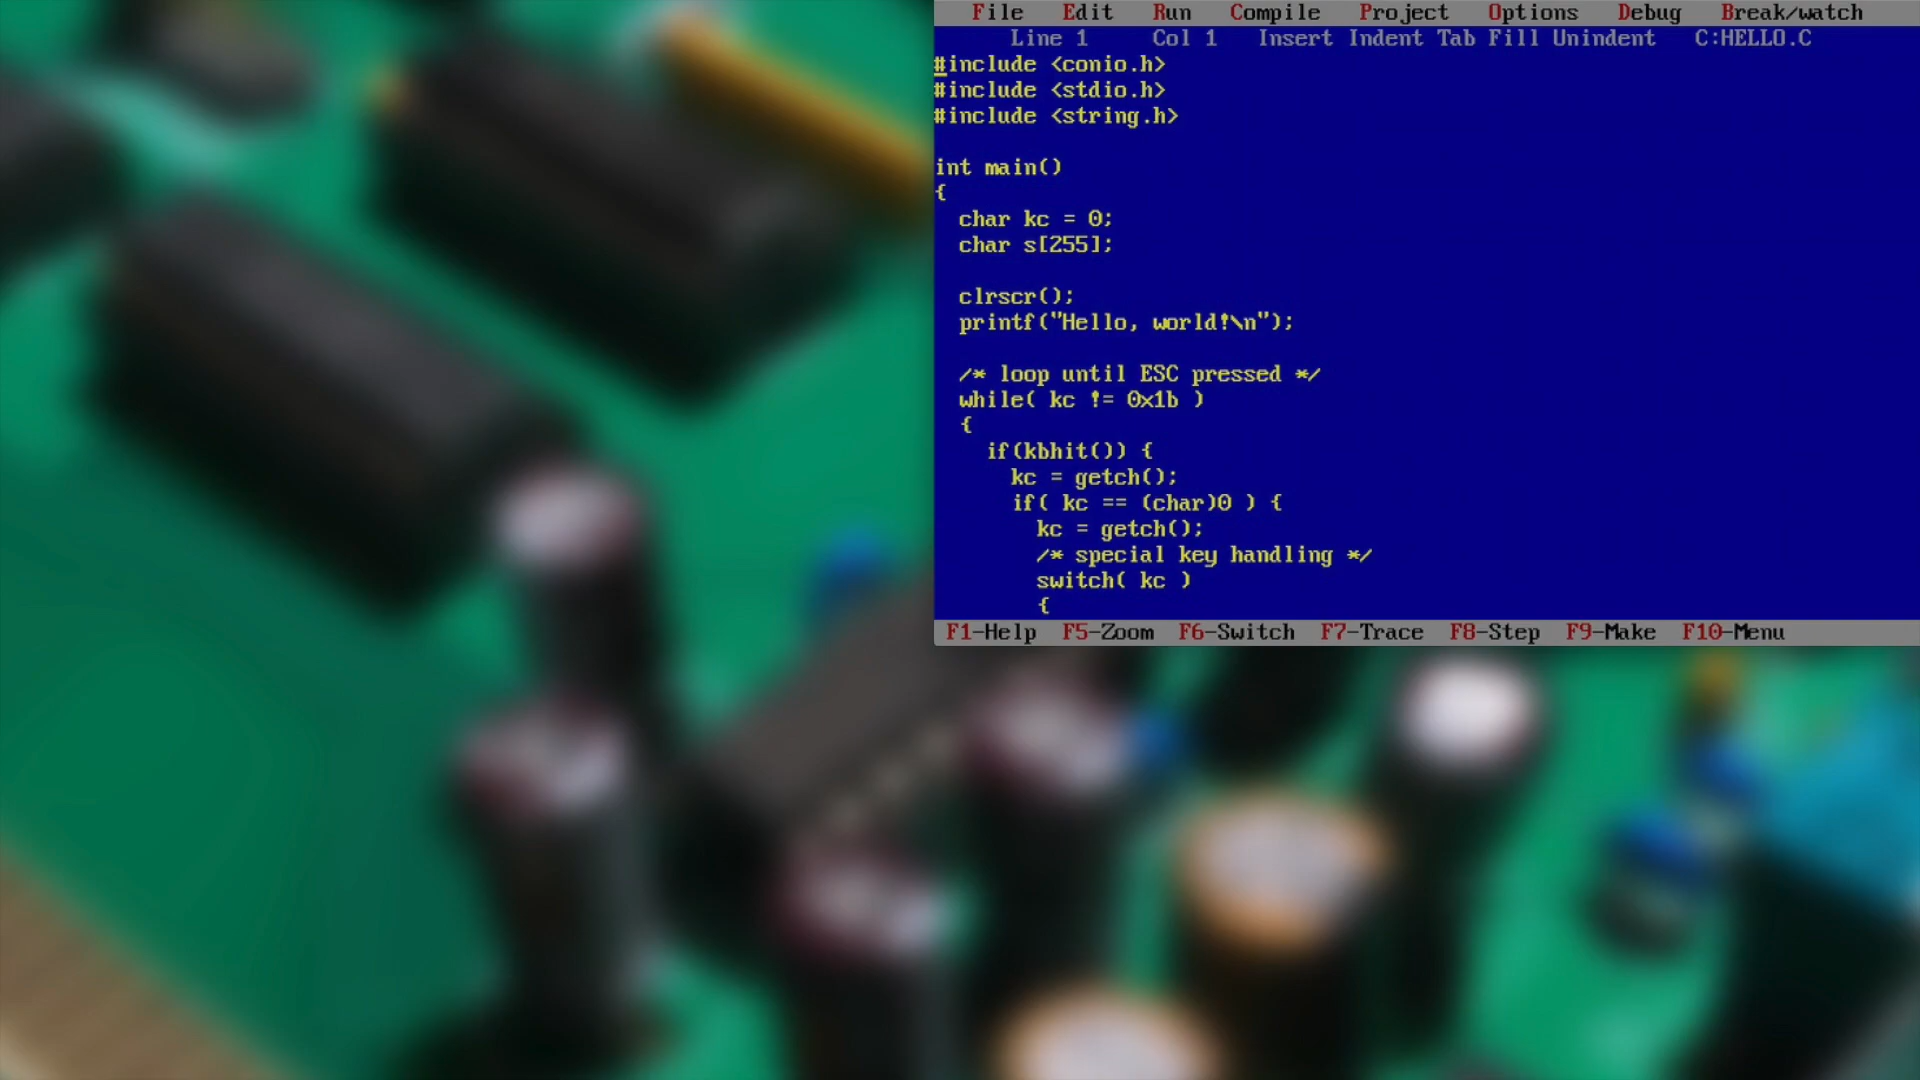 File Edit Run Compile Project Options Debug Break/watch
Line 1 Col 1 Insert Indent Tab Fill Unindent C:HELLO.C
#include <conio.h>
#include <stdio.h>
#include <string.h>
int main()
{
char kc = 0;
char s[255];
clrscr();
printf("Hello, world!\n");
/* loop until ESC pressed */
while( kc != 0x1b )
{
if(kbhit()) {
kc = getch();
if( kc == (char)0 ) {
kc = getch();
/* special key handling */
switch( kc )
{
F1-Help F5-Zoom F6-Switch F7-Trace F8-Step F9-Make F10-Menu